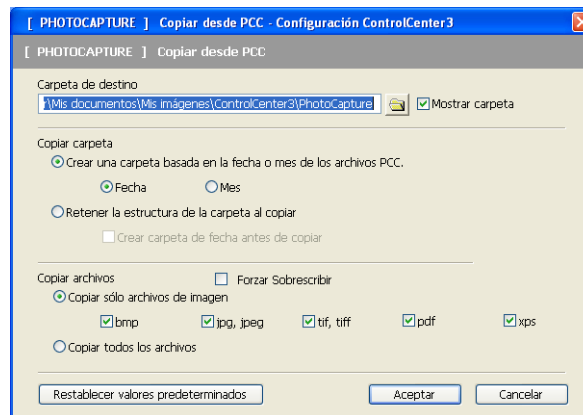 [ PHOTOCAPTURE ] Copiar desde PCC - Configuración ControlCenter3
[ PHOTOCAPTURE ] Copiar desde PCC
Carpeta de destino
\Mis documentos\Mis imágenes\ControlCenter3\PhotoCapture Mostrar carpeta
Copiar carpeta
Crear una carpeta basada en la fecha o mes de los archivos PCC.
Fecha Mes
Retener la estructura de la carpeta al copiar
Crear carpeta de fecha antes de copiar
Copiar archivos Forzar Sobrescribir
Copiar sólo archivos de imagen
bmp jpg, jpeg tif, tiff pdf xps
Copiar todos los archivos
Restablecer valores predeterminados Aceptar Cancelar